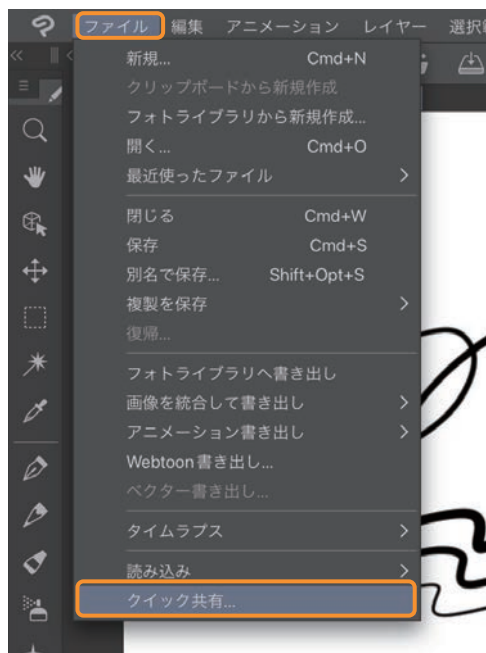 ファイル 編集 アニメーション レイヤー 選択
新規... Cmd+N
クリップボードから新規作成
フォトライブラリから新規作成...
開く... Cmd+O
最近使ったファイル
閉じる Cmd+W
保存 Cmd+S
別名で保存... Shift+Opt+S
複製を保存
復帰...
フォトライブラリへ書き出し
画像を統合して書き出し
アニメーション書き出し
Webtoon書き出し...
ベクター書き出し...
タイムラプス
読み込み
クイック共有...